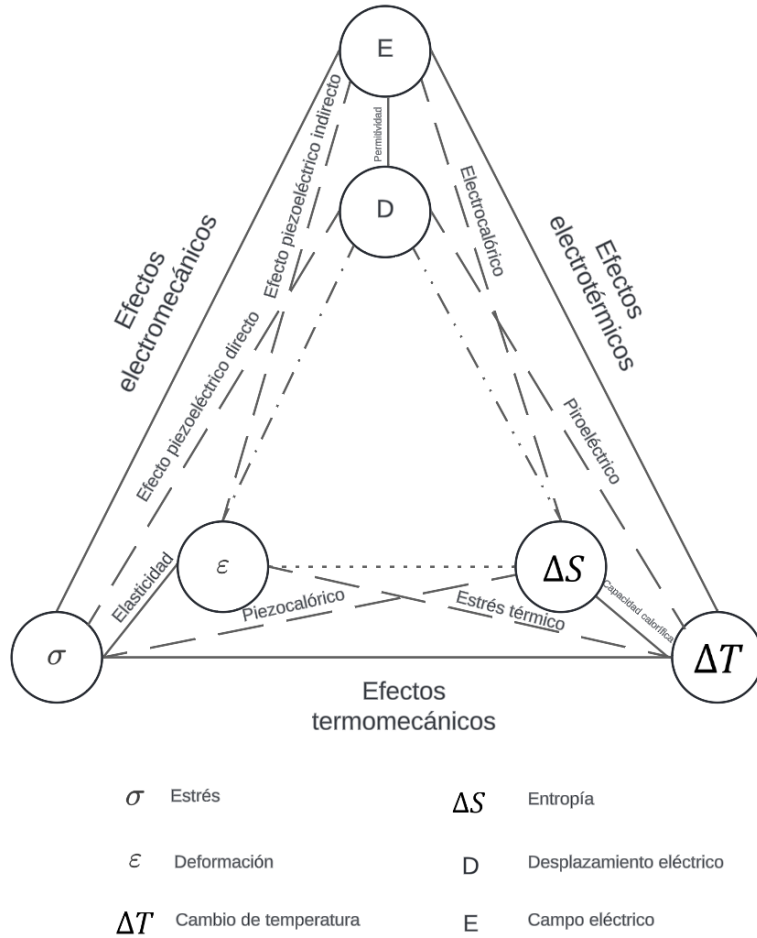 E
Permitividad
D
Efecto piezoeléctrico indirecto
Electrocalórico
Efectos
electromecánicos
Efectos
electrotérmicos
Efecto piezoeléctrico directo
Piroeléctrico
Elasticidad
ε
ΔS
Capacidad calorífica
Piezocalórico
Estrés térmico
σ
ΔT
Efectos
termomecánicos
σ Estrés
ΔS Entropía
ε Deformación
D Desplazamiento eléctrico
ΔT Cambio de temperatura
E Campo eléctrico